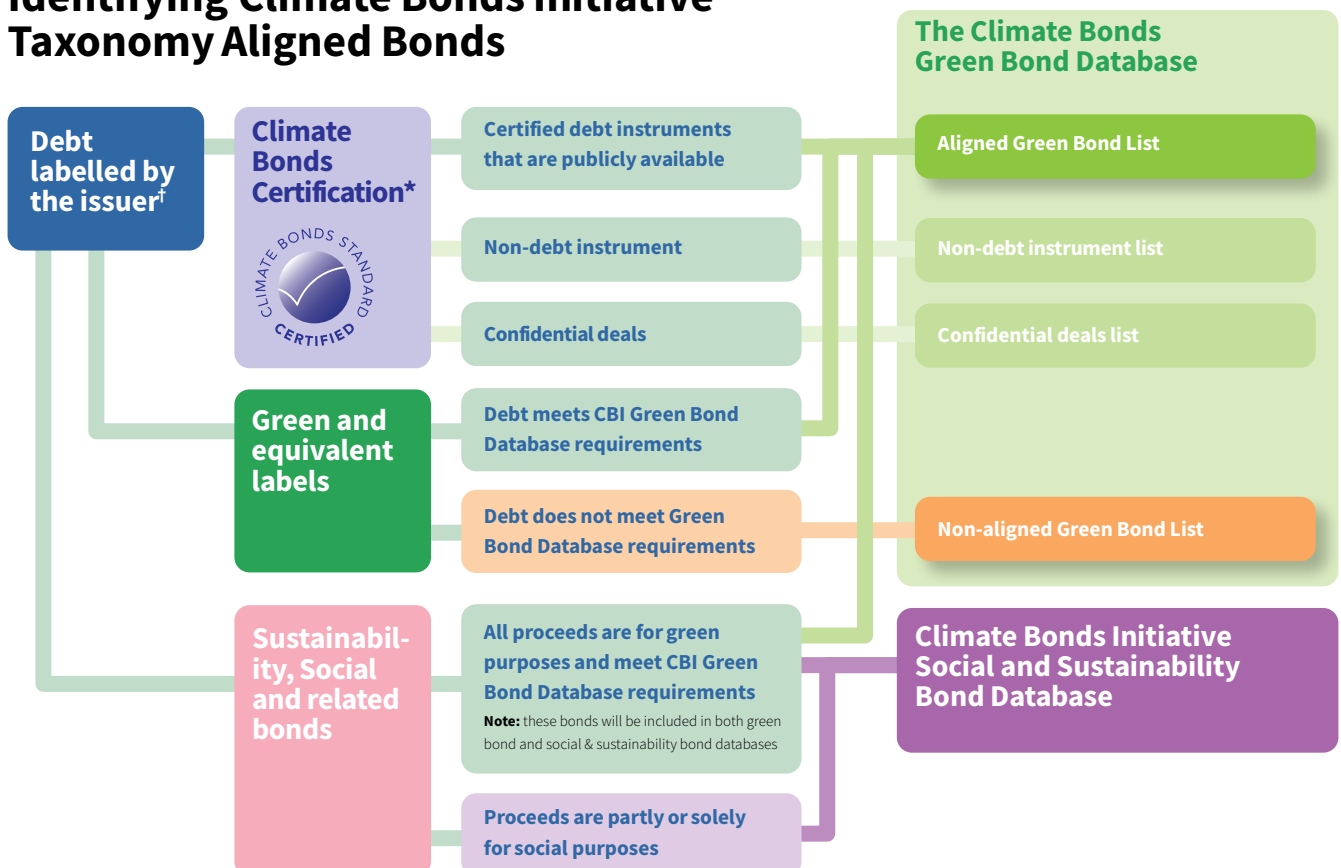 Identifying Climate Bonds Initiative
Taxonomy Aligned Bonds
The Climate Bonds
Green Bond Database
Debt
labelled by
the issuer†
Climate
Bonds
Certification*
CLIMATE BONDS STANDARD
CERTIFIED
Certified debt instruments
that are publicly available
Aligned Green Bond List
Non-debt instrument
Non-debt instrument list
Confidential deals
Confidential deals list
Green and
equivalent
labels
Debt meets CBI Green Bond
Database requirements
Debt does not meet Green
Bond Database requirements
Non-aligned Green Bond List
Sustainabil-
ity, Social
and related
bonds
All proceeds are for green
purposes and meet CBI Green
Bond Database requirements
Note: these bonds will be included in both green
bond and social & sustainability bond databases
Climate Bonds Initiative
Social and Sustainability
Bond Database
Proceeds are partly or solely
for social purposes